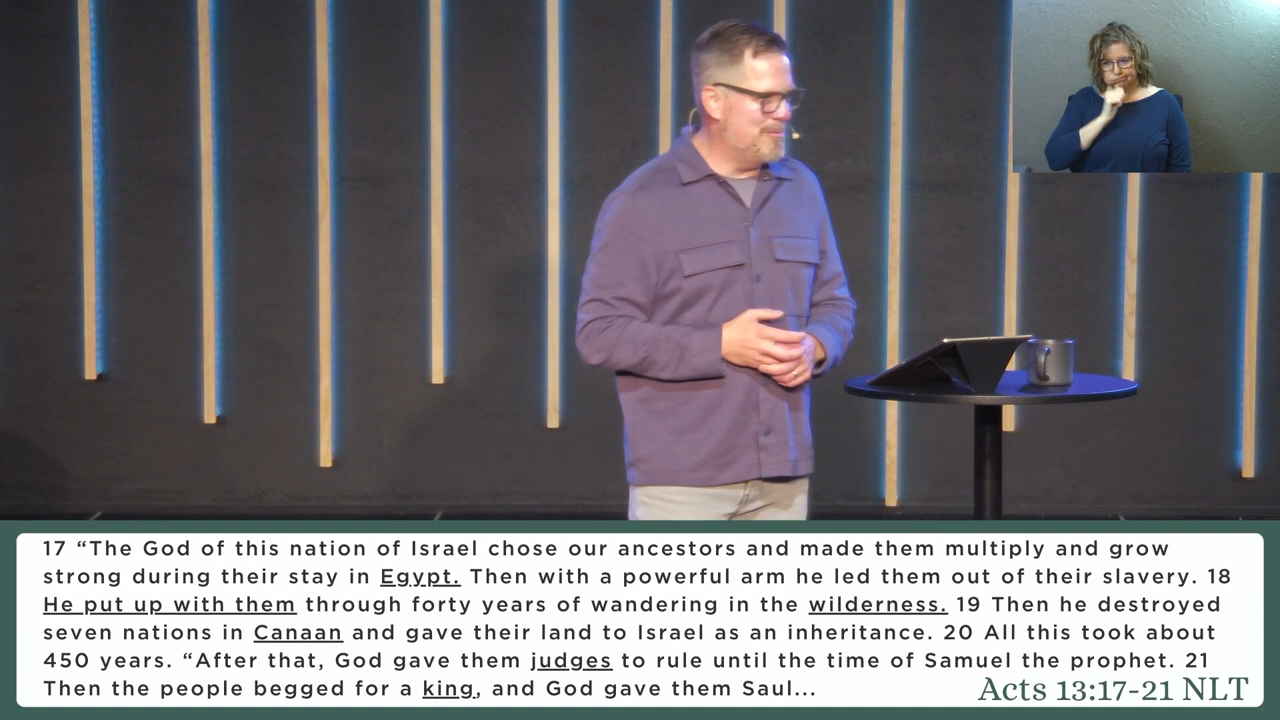 17 “The God of this nation of Israel chose our ancestors and made them multiply and grow
strong during their stay in Egypt. Then with a powerful arm he led them out of their slavery. 18
He put up with them through forty years of wandering in the wilderness. 19 Then he destroyed
seven nations in Canaan and gave their land to Israel as an inheritance. 20 All this took about
450 years. “After that, God gave them judges to rule until the time of Samuel the prophet. 21
Then the people begged for a king, and God gave them Saul...
Acts 13:17-21 NLT